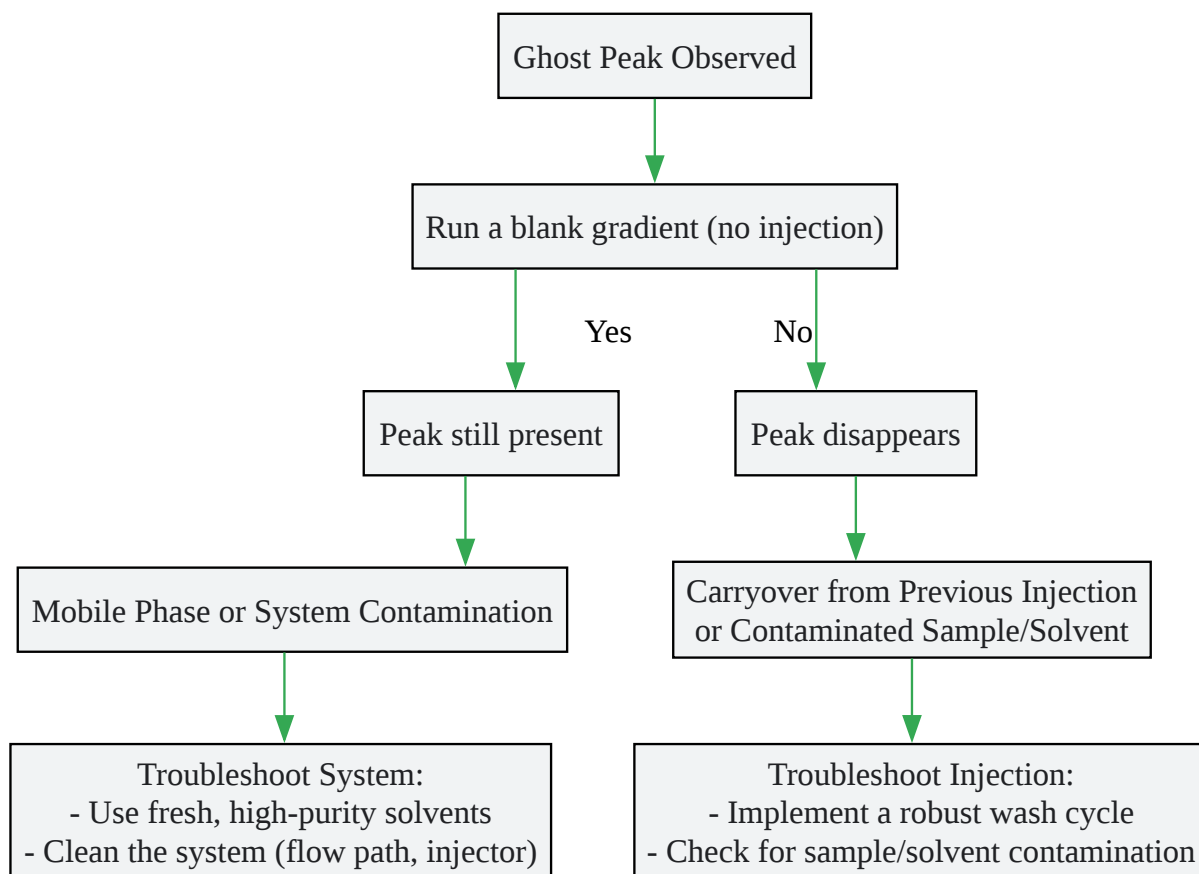 Ghost Peak Observed
Run a blank gradient (no injection)
Yes
No
Peak still present
Peak disappears
Mobile Phase or System Contamination
Carryover from Previous Injection
or Contaminated Sample/Solvent
Troubleshoot System:
- Use fresh, high-purity solvents
- Clean the system (flow path, injector)
Troubleshoot Injection:
- Implement a robust wash cycle
- Check for sample/solvent contamination